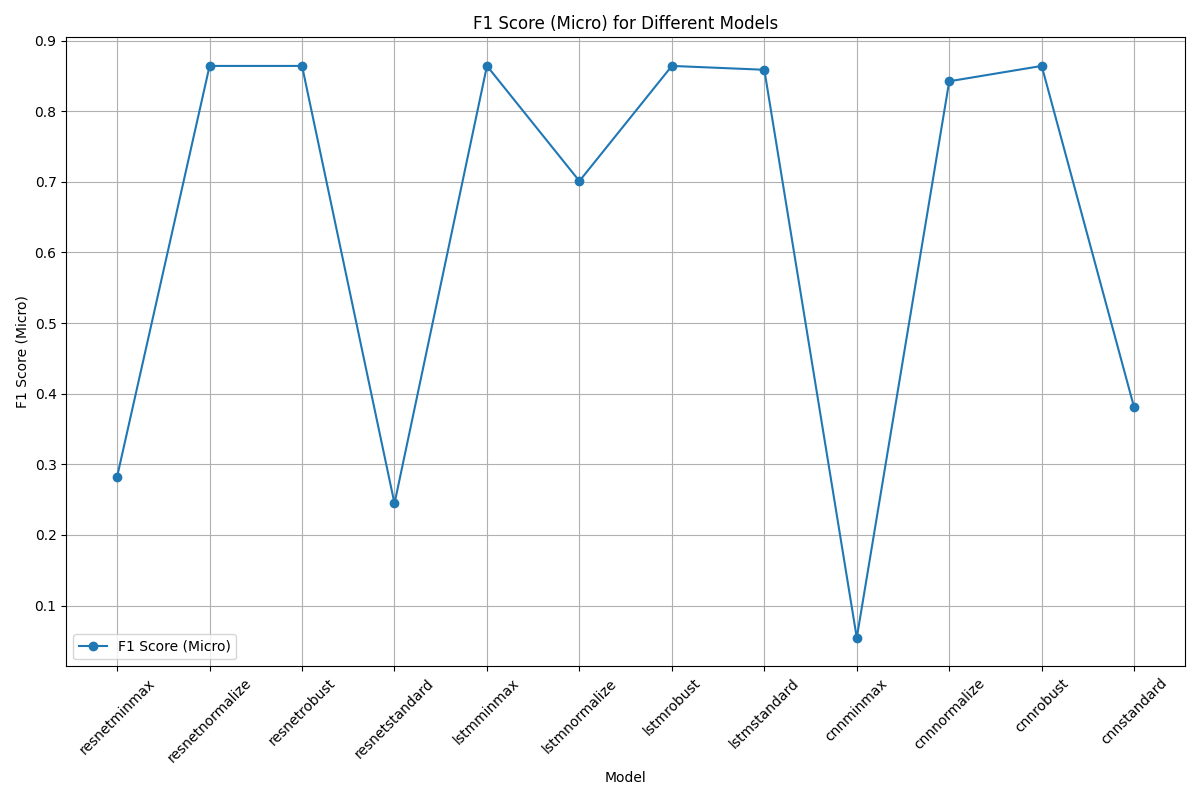 F1 Score (Micro) for Different Models
0.9
0.8
0.7
0.6
0.5
0.4
0.3
0.2
0.1
F1 Score (Micro)
F1 Score (Micro)
resnetminmax
resnetnormalize
resnetrobust
resnetstandard
lstmminmax
lstmnormalize
lstmrobust
lstmstandard
cnnminmax
cnnnormalize
cnnrobust
cnnstandard
Model